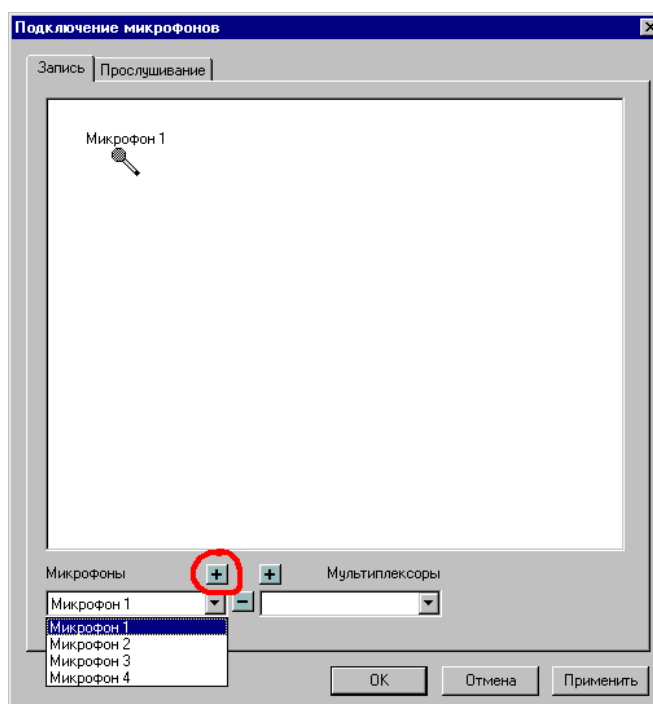 Подключение микрофонов
Запись Прослушивание
Микрофон 1
Микрофоны + + Мультиплексоры
Микрофон 1
Микрофон 1
Микрофон 2
Микрофон 3
Микрофон 4
OK Отмена Применить